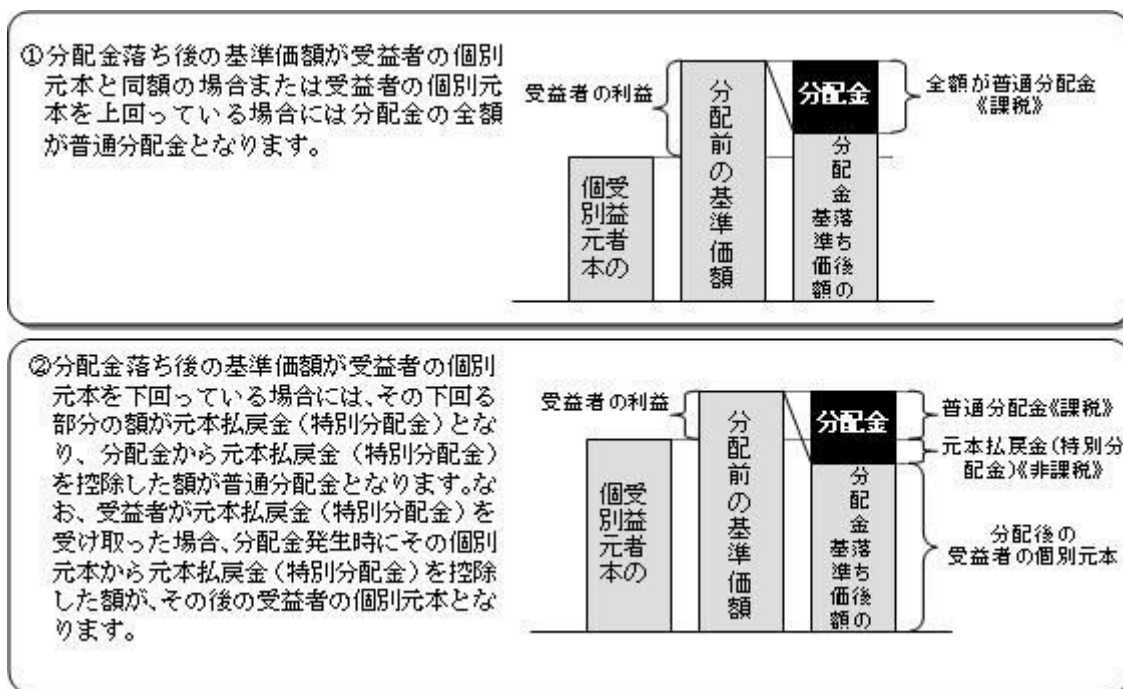 ①分配金落ち後の基準価額が受益者の個別
元本と同額の場合または受益者の個別元
本を上回っている場合には分配金の全額
が普通分配金となります。
受益者の利益
個別元本
受益者の
分配前の基準価額
分配金
基準価額
分配金落ち後の
全額が普通分配金
《課税》
②分配金落ち後の基準価額が受益者の個別
元本を下回っている場合には、その下回る
部分の額が元本払戻金(特別分配金)とな
り、分配金から元本払戻金(特別分配金)
を控除した額が普通分配金となります。な
お、受益者が元本払戻金(特別分配金)を
受け取った場合、分配金発生時にその個別
元本から元本払戻金(特別分配金)を控除
した額が、その後の受益者の個別元本とな
ります。
受益者の利益
受益者の
個別元本
分配前の基準価額
分配金
分配金落ち後の
基準価額
普通分配金《課税》
元本払戻金(特別分
配金)《非課税》
分配後の
受益者の個別元本